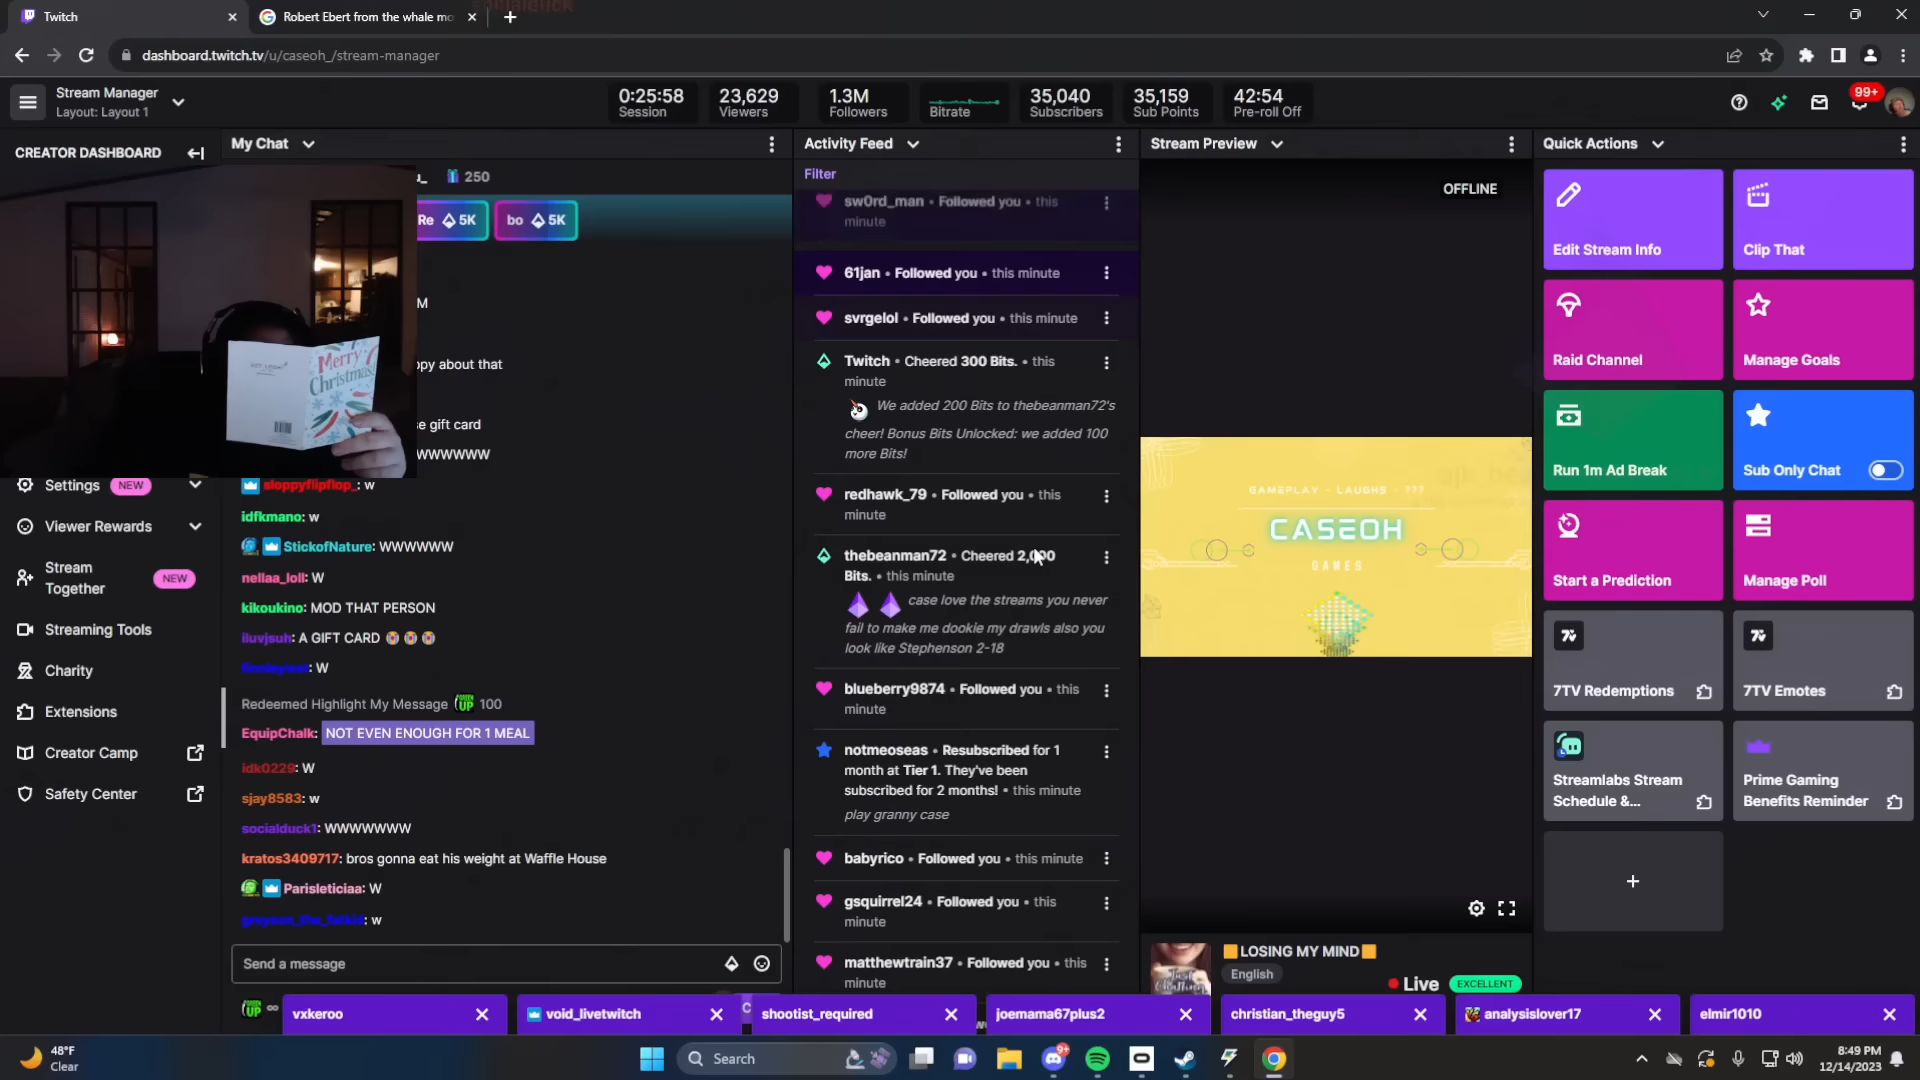 Twitch
Robert Ebert from the whale mo
dashboard.twitch.tv/u/caseoh_/stream-manager
Stream Manager
Layout: Layout 1
0:25:58
Session
23,629
Viewers
1.3M
Followers
Bitrate
35,040
Subscribers
35,159
Sub Points
42:54
Pre-roll Off
99+
CREATOR DASHBOARD
Merry
Christmas
Settings NEW
Viewer Rewards
Stream
Together
NEW
Streaming Tools
Charity
Extensions
Creator Camp
Safety Center
My Chat
250
Re 5K
bo 5K
M
opy about that
se gift card
WWWWWW
sloppyflipflop_: w
idfkmano: w
StickofNature: WWWWWW
nellaa_loll: W
kikoukino: MOD THAT PERSON
iluvjsuh: A GIFT CARD 😭 😭 😭
: W
Redeemed Highlight My Message 100
EquipChalk: NOT EVEN ENOUGH FOR 1 MEAL
idk0229: W
sjay8583: w
socialduck1: WWWWWWW
kratos3409717: bros gonna eat his weight at Waffle House
Parisleticiaa: W
greyson_the_fatkid: w
Send a message
Activity Feed
Filter
sw0rd_man • Followed you • this
minute
61jan • Followed you • this minute
svrgelol • Followed you • this minute
Twitch • Cheered 300 Bits. • this
minute
We added 200 Bits to thebeanman72's
cheer! Bonus Bits Unlocked: we added 100
more Bits!
redhawk_79 • Followed you • this
minute
thebeanman72 • Cheered 2,000
Bits. • this minute
case love the streams you never
fail to make me dookie my drawls also you
look like Stephenson 2-18
blueberry9874 • Followed you • this
minute
notmeoseas • Resubscribed for 1
month at Tier 1. They've been
subscribed for 2 months! • this minute
play granny case
babyrico • Followed you • this minute
gsquirrel24 • Followed you • this
minute
matthewtrain37 • Followed you • this
minute
Stream Preview
OFFLINE
GAMEPLAY - LAUGHS - ???
CASEOH
GAMES
LOSING MY MIND
English
Live EXCELLENT
Quick Actions
Edit Stream Info
Clip That
Raid Channel
Manage Goals
Run 1m Ad Break
Sub Only Chat
Start a Prediction
Manage Poll
7TV Redemptions
7TV Emotes
Streamlabs Stream
Schedule &...
Prime Gaming
Benefits Reminder
vxkeroo
void_livetwitch
shootist_required
joemama67plus2
christian_theguy5
analysislover17
elmir1010
48°F
Clear
Search
9+
8:49 PM
12/14/2023